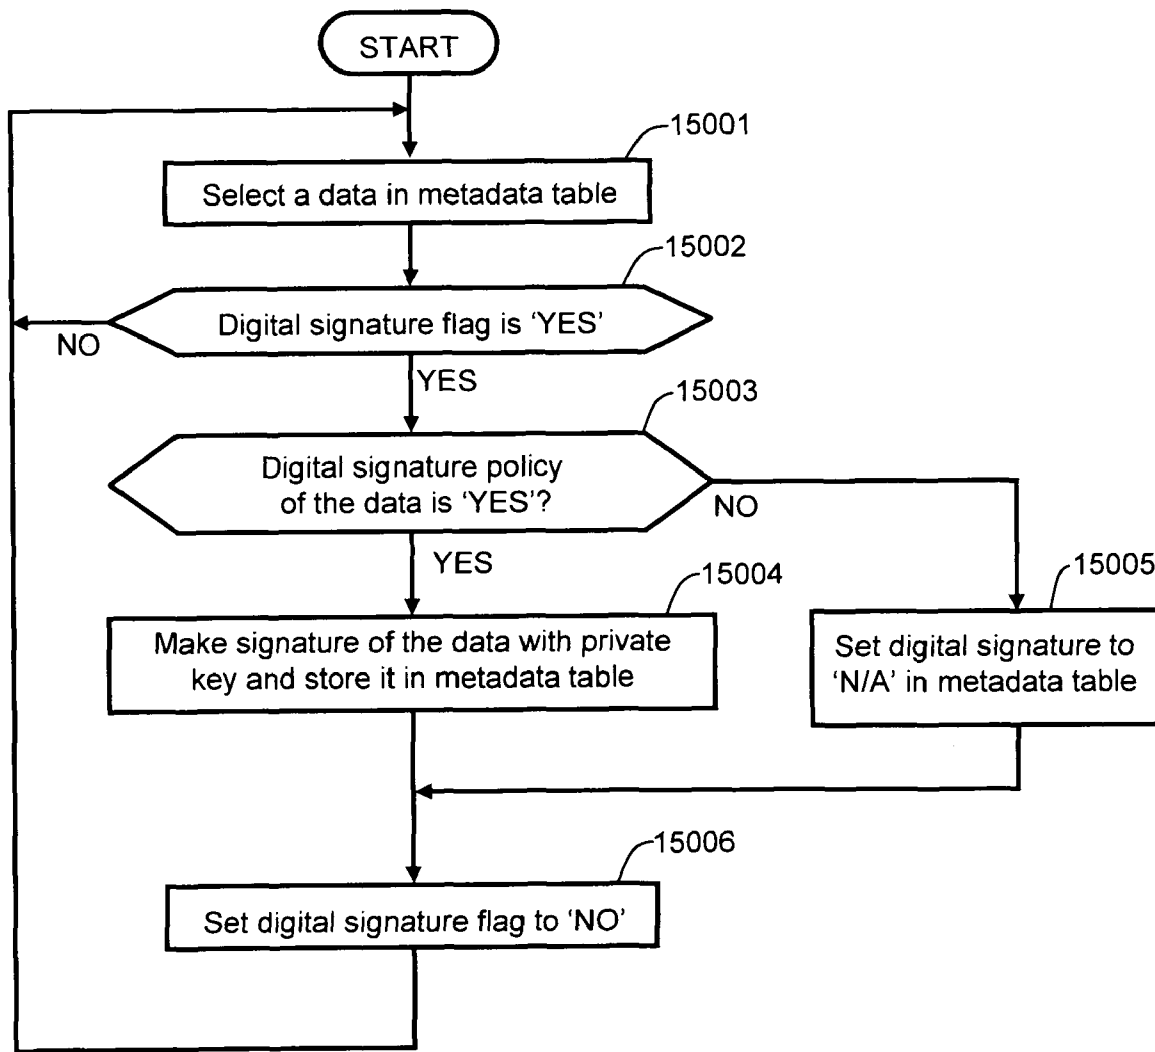 START
15001
Select a data in metadata table
15002
Digital signature flag is ‘YES’
NO
YES
15003
Digital signature policy
of the data is ‘YES’?
NO
YES
15004
15005
Make signature of the data with private
key and store it in metadata table
Set digital signature to
‘N/A’ in metadata table
15006
Set digital signature flag to ‘NO’